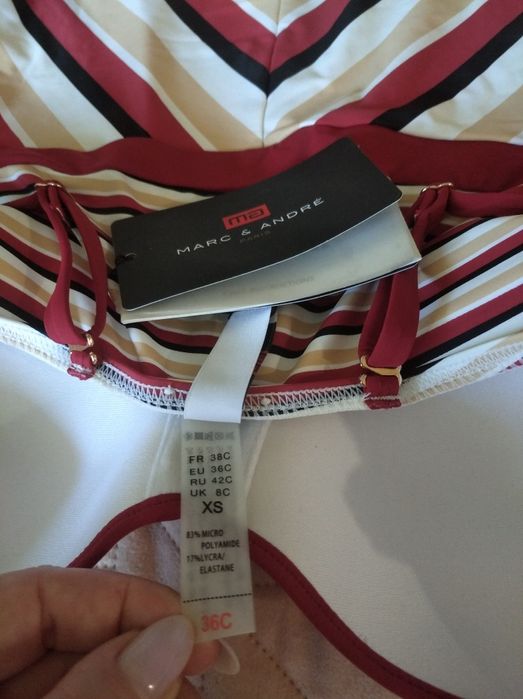 ma
MARC & ANDRÉ
PARIS
FR 38C
EU 36C
RU 42C
UK 8C
XS
83% MICRO
POLYAMIDE
17% LYCRA/
ELASTANE
36C